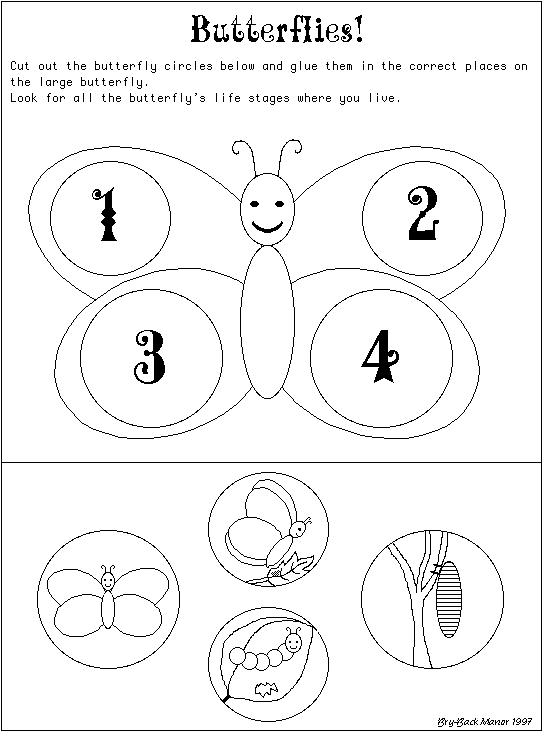 Butterflies!
Cut out the butterfly circles below and glue them in the correct places on
the large butterfly.
Look for all the butterfly's life stages where you live.
1 2
3 4
Bry-Back Manor 1997